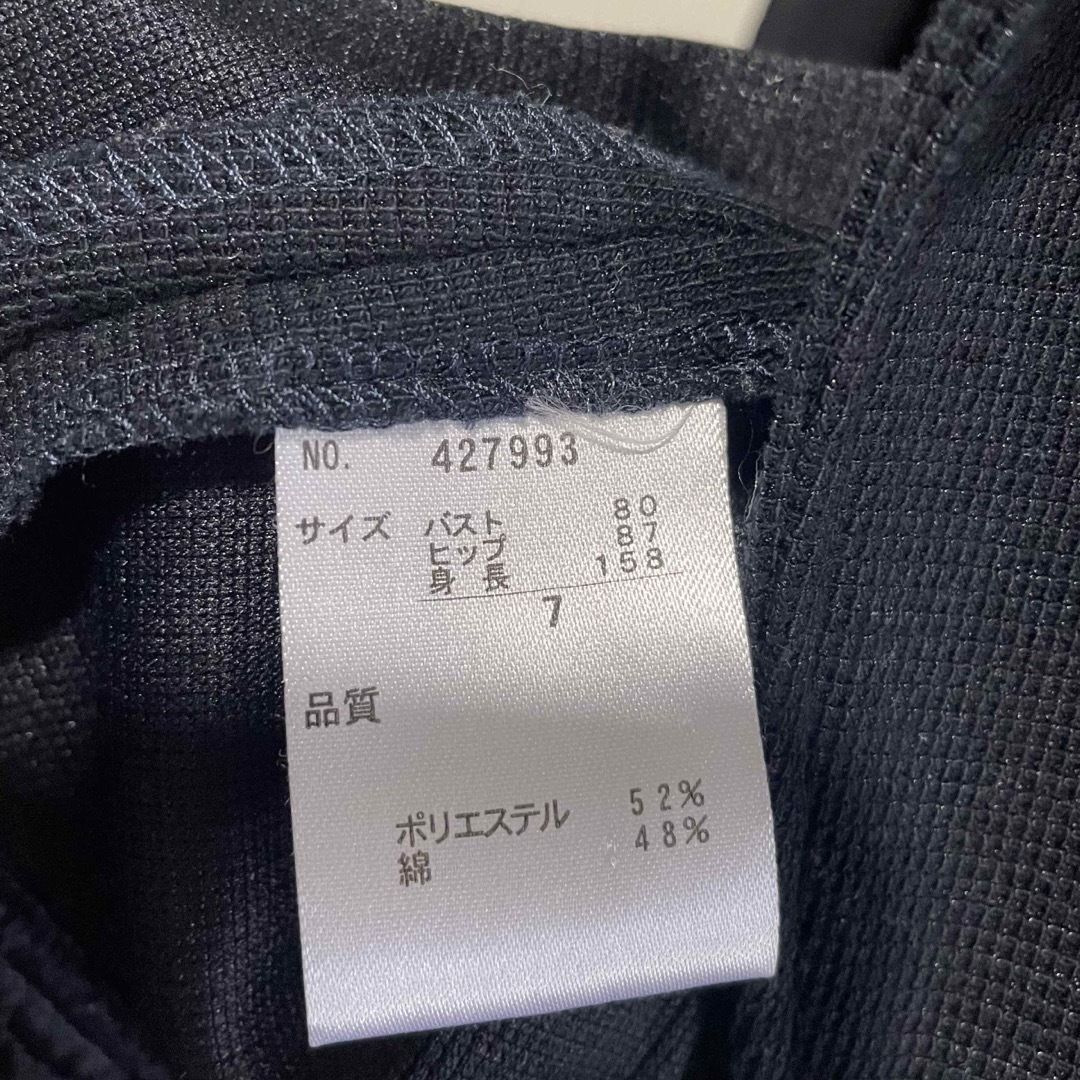 NO. 427993
サイズ バスト 80
ヒップ 87
身長 158
7
品質
ポリエステル 52%
綿 48%